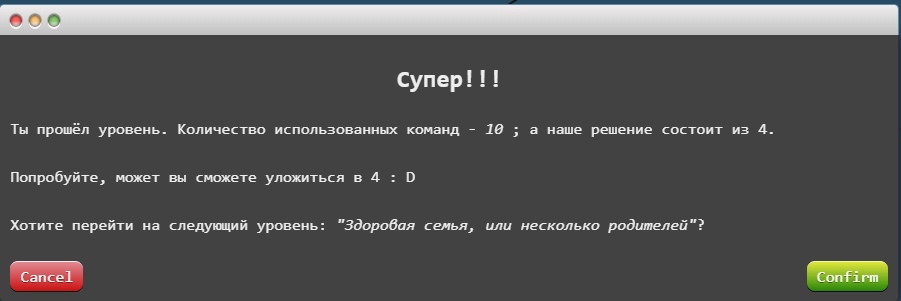 Супер!!!
Ты прошёл уровень. Количество использованных команд - 10 ; а наше решение состоит из 4.
Попробуйте, может вы сможете уложиться в 4 : D
Хотите перейти на следующий уровень: "Здоровая семья, или несколько родителей"?
Cancel
Confirm